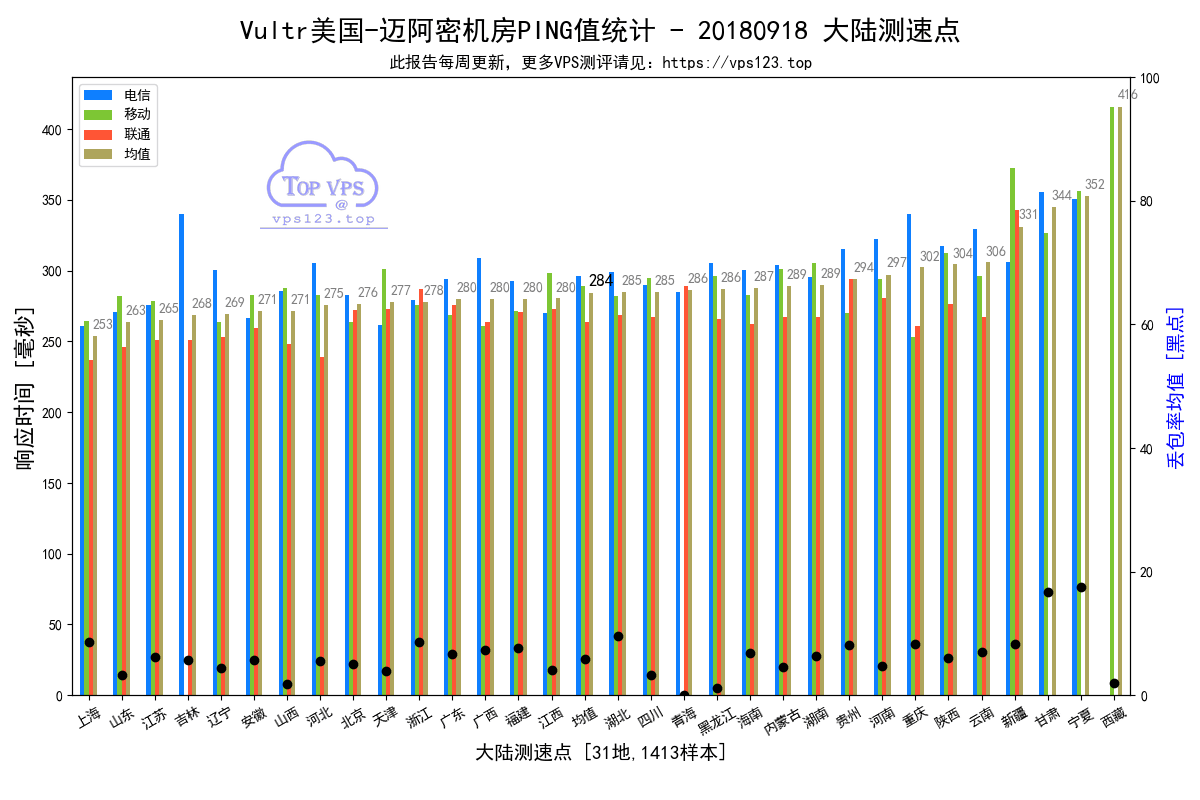 Vultr美国-迈阿密机房PING值统计 - 20180918 大陆测速点
此报告每周更新，更多VPS测评请见：https://vps123.top
电信
移动
联通
均值
TOP VPS
@
vps123.top
响应时间 [毫秒]
400
350
300
250
200
150
100
50
0
253
263
265
268
269
271
271
275
276
277
278
280
280
280
280
284
285
285
286
286
287
289
289
294
297
302
304
306
331
344
352
416
100
80
60
40
20
0
丢包率均值 [黑点]
上海
山东
江苏
吉林
辽宁
安徽
山西
河北
北京
天津
浙江
广东
广西
福建
江西
均值
湖北
四川
青海
黑龙江
海南
内蒙古
湖南
贵州
河南
重庆
陕西
云南
新疆
甘肃
宁夏
西藏
大陆测速点 [31地,1413样本]